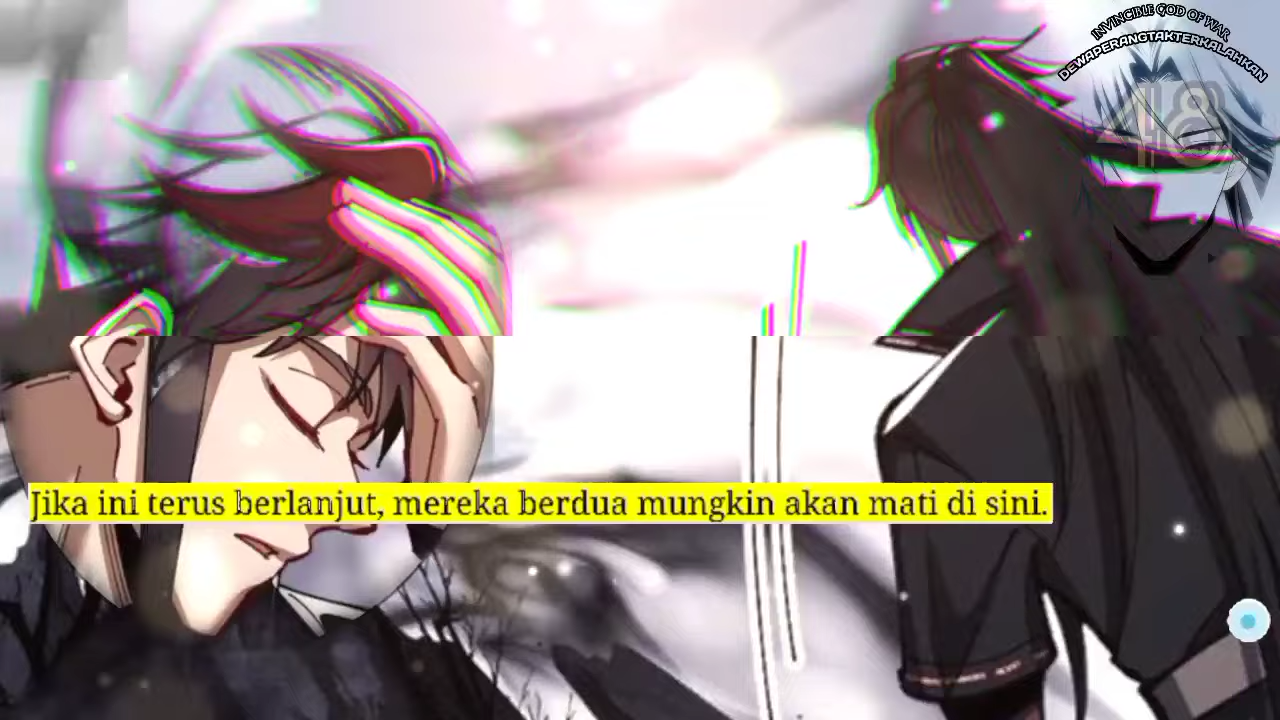 INVINCIBLE GOD OF WAR
DEWAPERANGTAKTERKALAHKAN
Jika ini terus berlanjut, mereka berdua mungkin akan mati di sini.